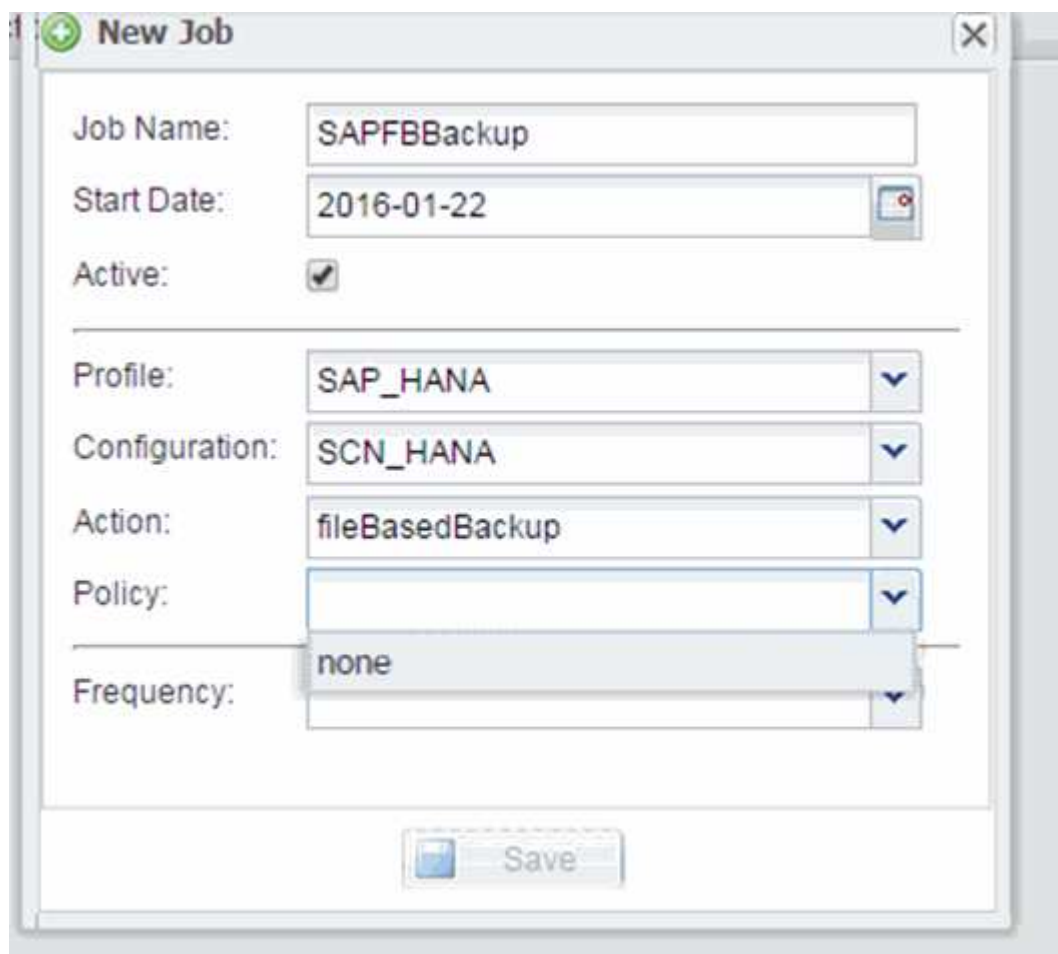 New Job
Job Name: SAPFBBackup
Start Date: 2016-01-22
Active:
Profile: SAP_HANA
Configuration: SCN_HANA
Action: fileBasedBackup
Policy:
none
Frequency:
Save